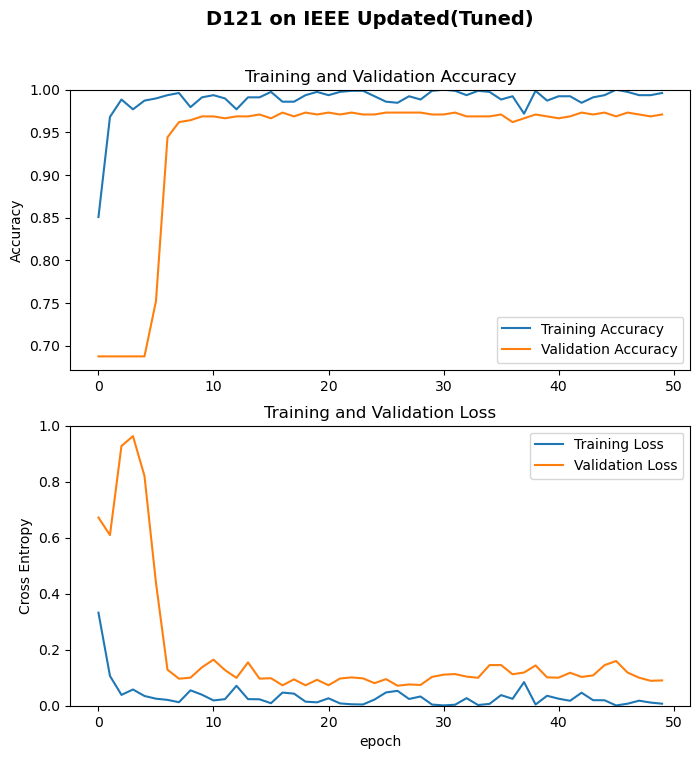 D121 on IEEE Updated(Tuned)
Training and Validation Accuracy
1.00
0.95
0.90
0.85
0.80
0.75
0.70
Accuracy
Training Accuracy
Validation Accuracy
0 10 20 30 40 50
Training and Validation Loss
1.0
0.8
0.6
0.4
0.2
0.0
Cross Entropy
Training Loss
Validation Loss
0 10 20 30 40 50
epoch